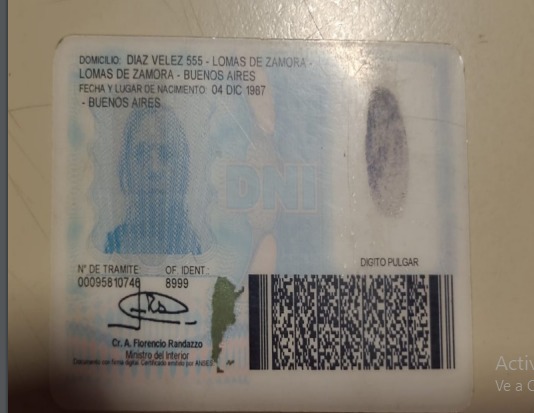 DOMICILIO: DIAZ VELEZ 555 - LOMAS DE ZAMORA -
LOMAS DE ZAMORA - BUENOS AIRES
FECHA Y LUGAR DE NACIMIENTO: 04 DIC 1987
- BUENOS AIRES
DNI
DIGITO PULGAR
N° DE TRAMITE: OF. IDENT.:
00095810746 8999
Cr. A. Florencio Randazzo
Ministro del Interior
Documento con firma digital. Certificado emitido por ANSES
Activ
Ve a C